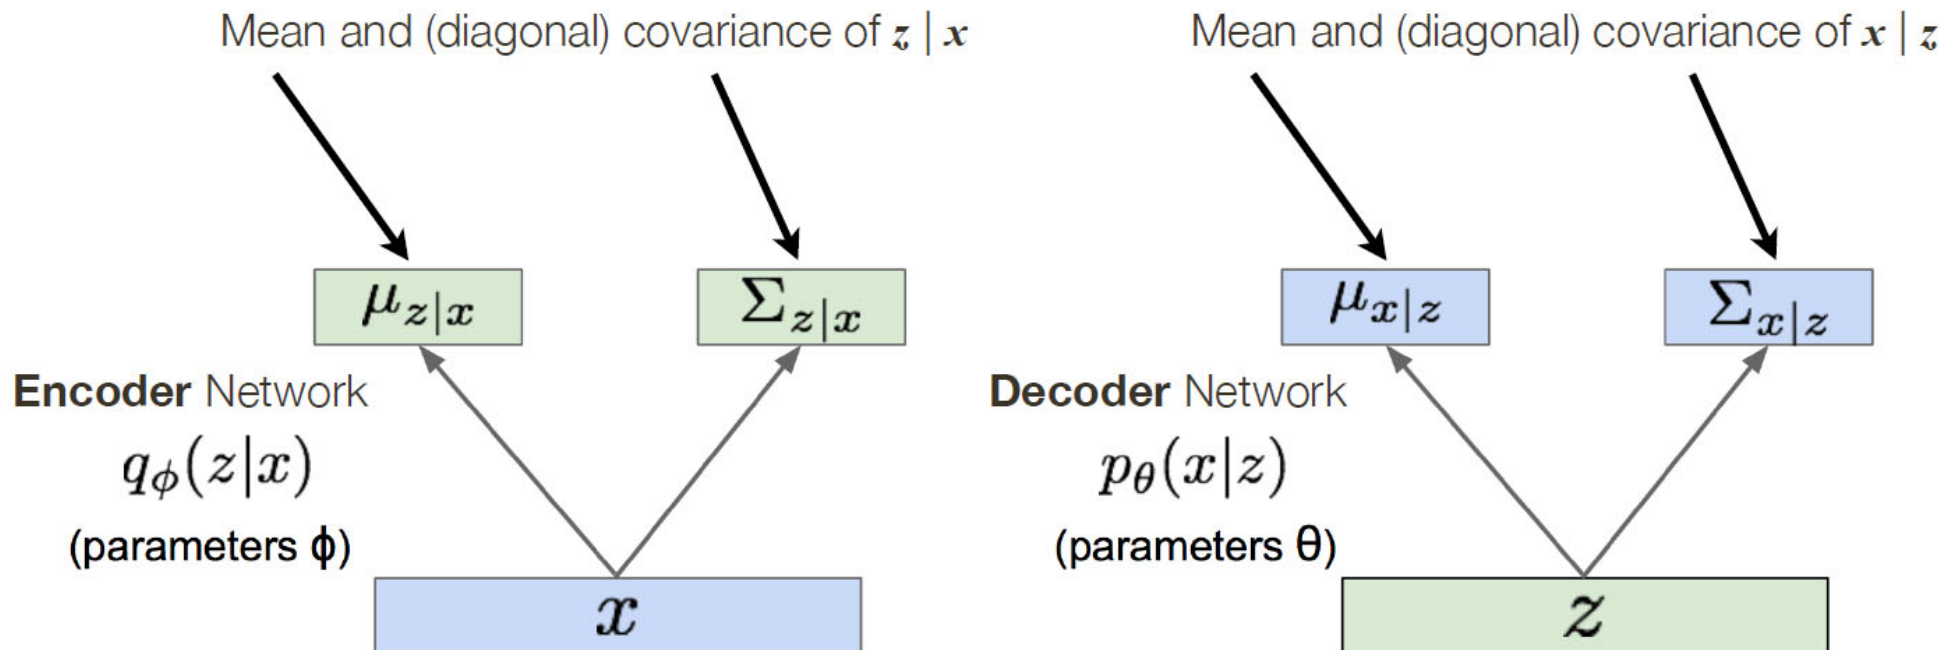 Mean and (diagonal) covariance of z | x
μz|x
Σz|x
Encoder Network
qϕ(z|x)
(parameters ϕ)
x
Mean and (diagonal) covariance of x | z
μx|z
Σx|z
Decoder Network
pθ(x|z)
(parameters θ)
z